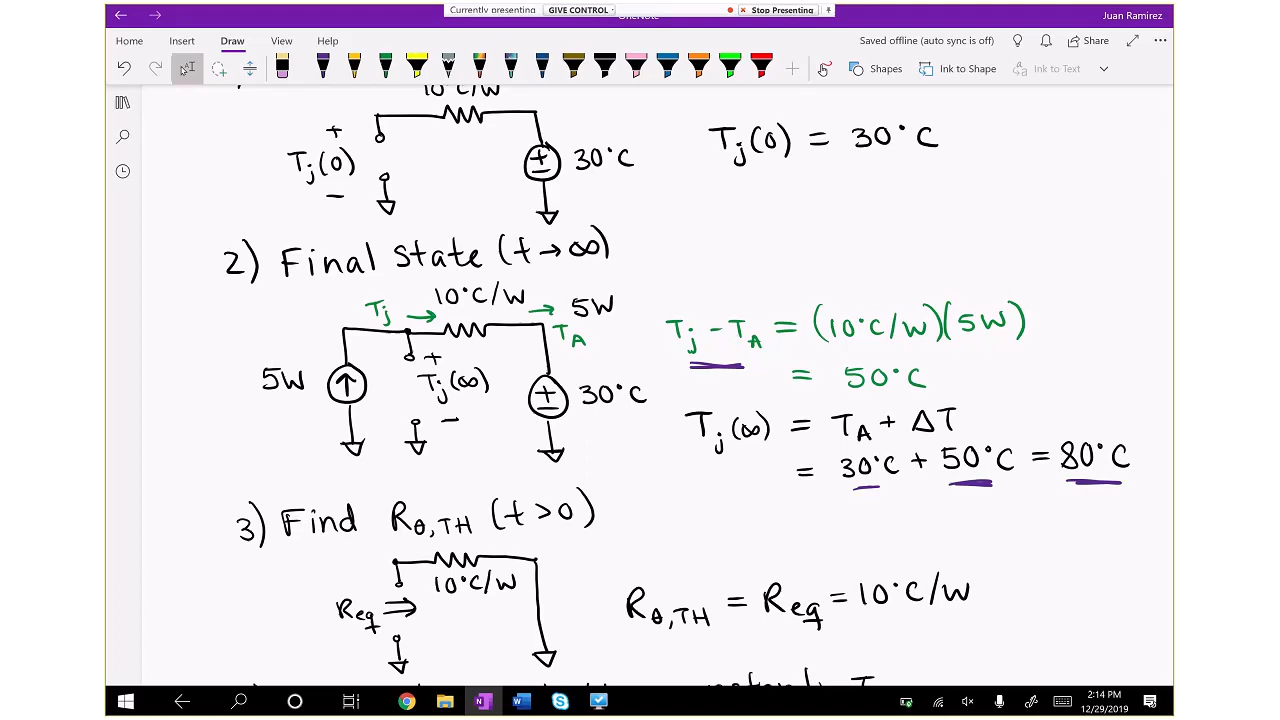 Currently presenting GIVE CONTROL Stop Presenting
OneNote
Juan Ramirez
Home Insert Draw View Help
Saved offline (auto sync is off) Share
Shapes Ink to Shape Ink to Text
10°C/W
+
Tj(0)
−
30°C
Tj(0) = 30°C
2) Final State (t→∞)
Tj → 10°C/W → 5W
TA
5W
+
Tj(∞)
−
30°C
Tj − TA = (10°C/W)(5W)
= 50°C
Tj(∞) = TA + ΔT
= 30°C + 50°C = 80°C
3) Find Rθ,TH (t>0)
10°C/W
Req ⇒
Rθ,TH = Req = 10°C/W
2:14 PM
12/29/2019